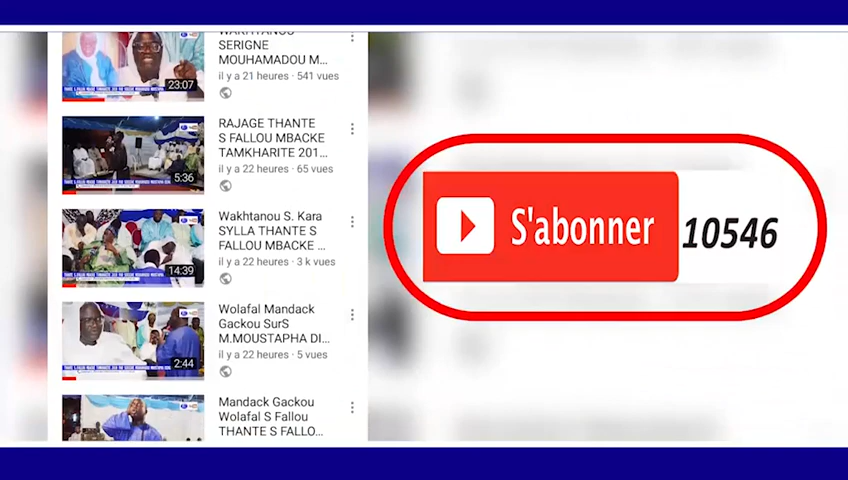 WAKHTANOU
SERIGNE
MOUHAMADOU M...
il y a 21 heures · 541 vues
23:07
RAJAGE THANTE
S FALLOU MBACKE
TAMKHARITE 201...
il y a 22 heures · 65 vues
5:36
Wakhtanou S. Kara
SYLLA THANTE S
FALLOU MBACKE ...
il y a 22 heures · 3 k vues
14:39
Wolafal Mandack
Gackou SurS
M.MOUSTAPHA DI...
il y a 22 heures · 5 vues
2:44
Mandack Gackou
Wolafal S Fallou
THANTE S FALLO...
S'abonner 10546